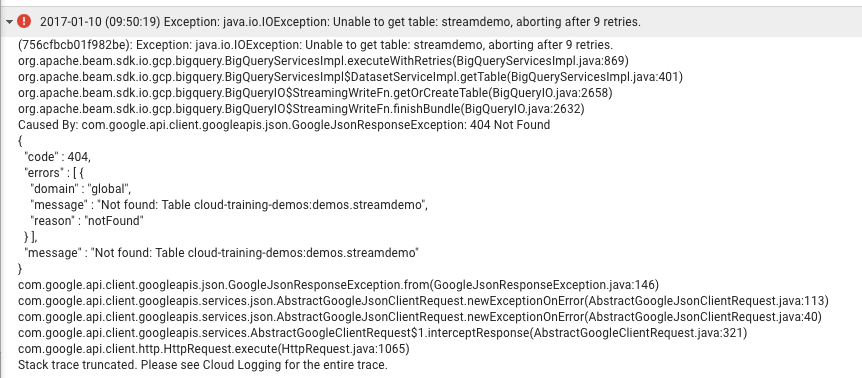 2017-01-10 (09:50:19) Exception: java.io.IOException: Unable to get table: streamdemo, aborting after 9 retries.
(756cfbcb01f982be): Exception: java.io.IOException: Unable to get table: streamdemo, aborting after 9 retries.
org.apache.beam.sdk.io.gcp.bigquery.BigQueryServicesImpl.executeWithRetries(BigQueryServicesImpl.java:869)
org.apache.beam.sdk.io.gcp.bigquery.BigQueryServicesImpl$DatasetServiceImpl.getTable(BigQueryServicesImpl.java:401)
org.apache.beam.sdk.io.gcp.bigquery.BigQueryIO$StreamingWriteFn.getOrCreateTable(BigQueryIO.java:2658)
org.apache.beam.sdk.io.gcp.bigquery.BigQueryIO$StreamingWriteFn.finishBundle(BigQueryIO.java:2632)
Caused By: com.google.api.client.googleapis.json.GoogleJsonResponseException: 404 Not Found
{
"code" : 404,
"errors" : [ {
"domain" : "global",
"message" : "Not found: Table cloud-training-demos:demos.streamdemo",
"reason" : "notFound"
} ],
"message" : "Not found: Table cloud-training-demos:demos.streamdemo"
}
com.google.api.client.googleapis.json.GoogleJsonResponseException.from(GoogleJsonResponseException.java:146)
com.google.api.client.googleapis.services.json.AbstractGoogleJsonClientRequest.newExceptionOnError(AbstractGoogleJsonClientRequest.java:113)
com.google.api.client.googleapis.services.json.AbstractGoogleJsonClientRequest.newExceptionOnError(AbstractGoogleJsonClientRequest.java:40)
com.google.api.client.googleapis.services.AbstractGoogleClientRequest$1.interceptResponse(AbstractGoogleClientRequest.java:321)
com.google.api.client.http.HttpRequest.execute(HttpRequest.java:1065)
Stack trace truncated. Please see Cloud Logging for the entire trace.